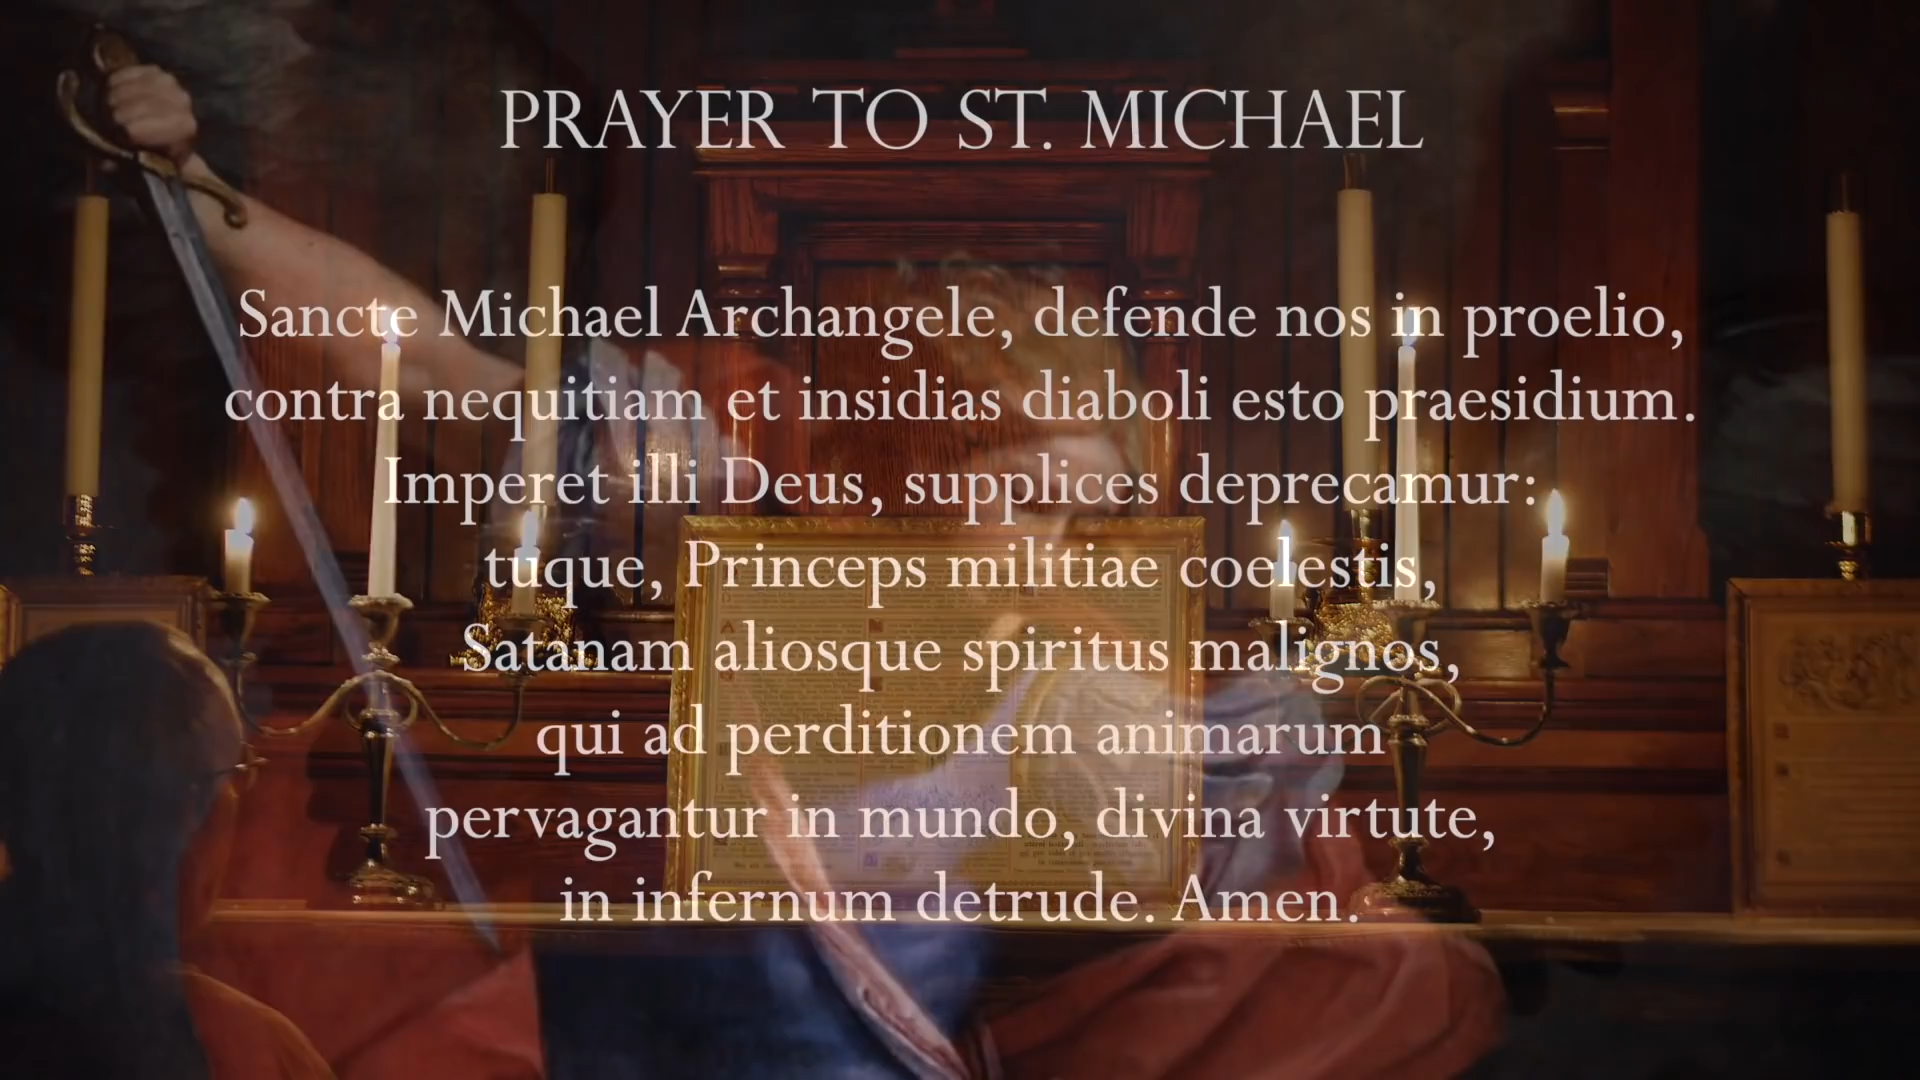 PRAYER TO ST. MICHAEL
Sancte Michael Archangele, defende nos in proelio,
contra nequitiam et insidias diaboli esto praesidium.
Imperet illi Deus, supplices deprecamur:
tuque, Princeps militiae coelestis,
Satanam aliosque spiritus malignos,
qui ad perditionem animarum
pervagantur in mundo, divina virtute,
in infernum detrude. Amen.